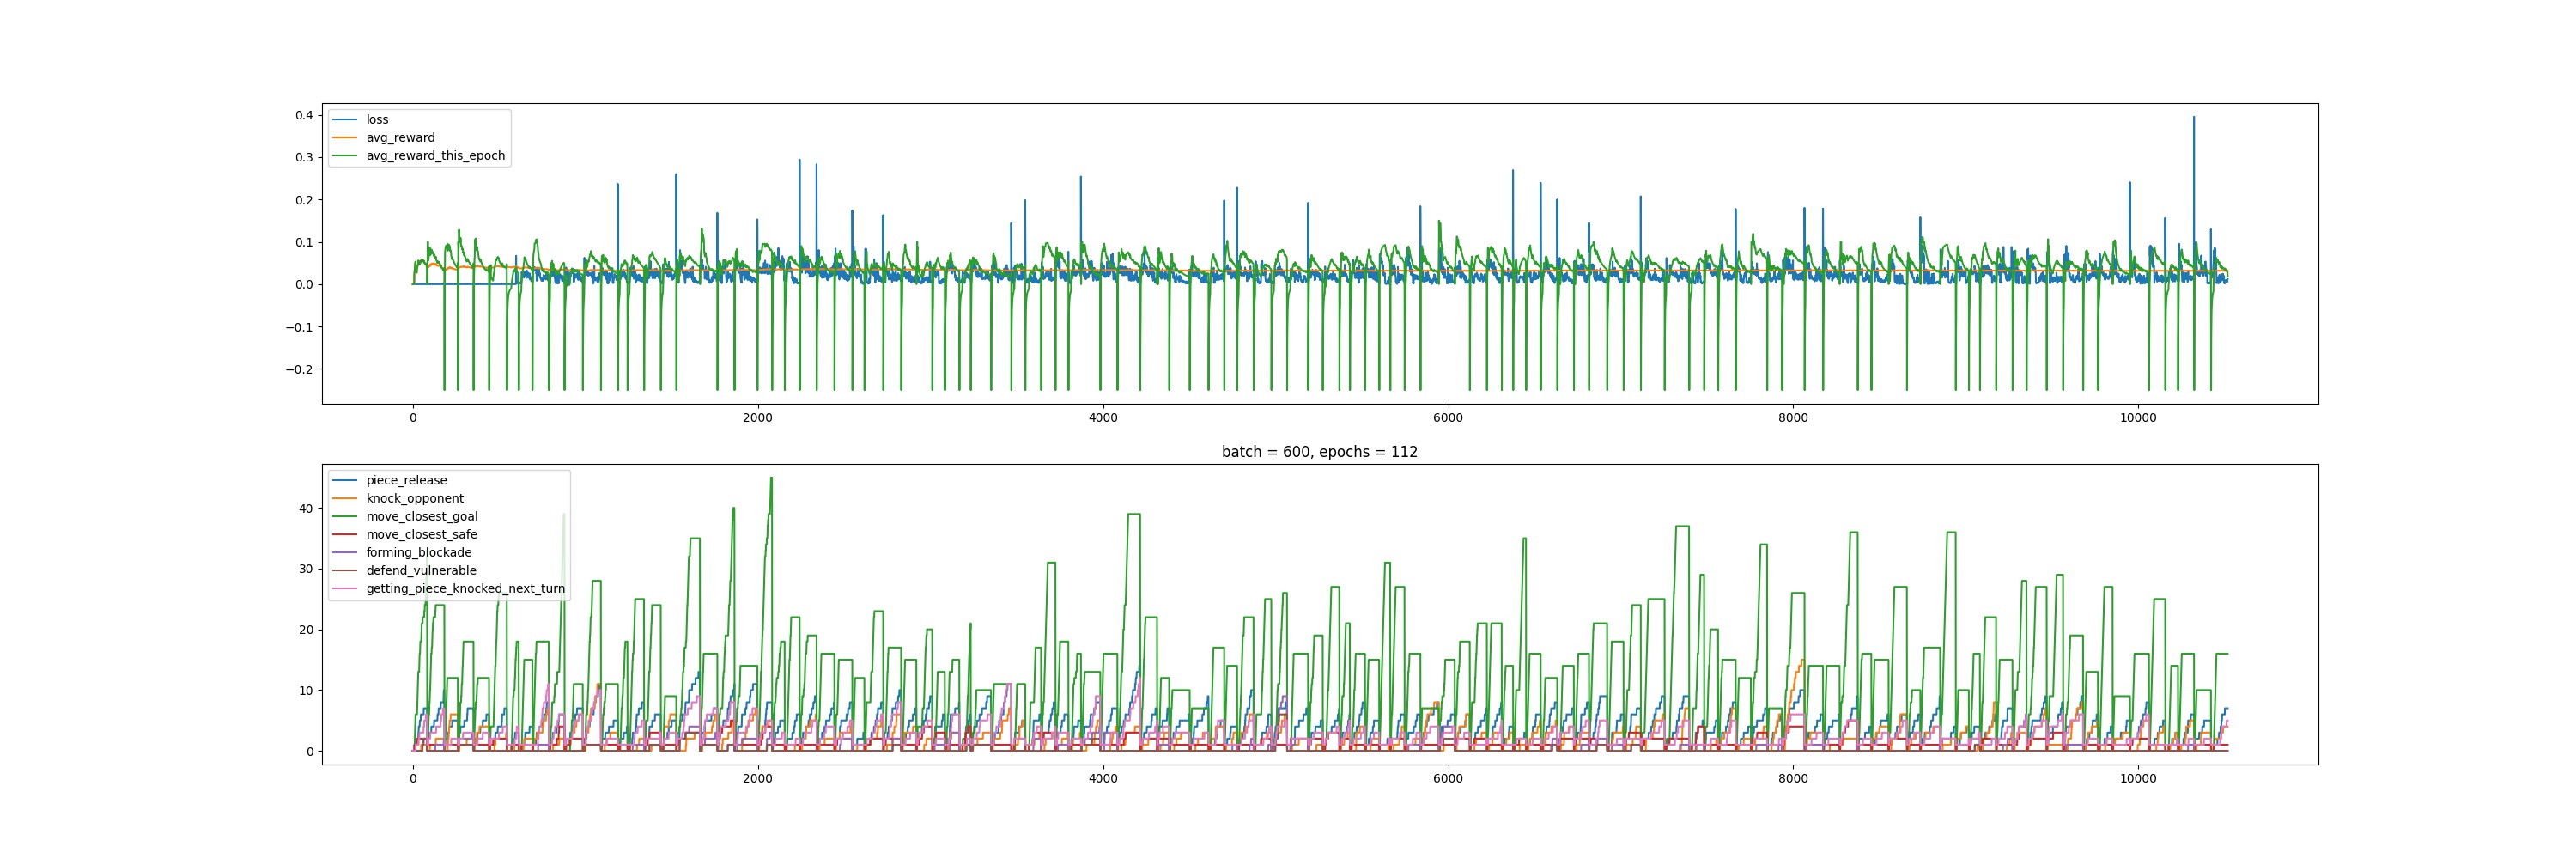 0.4
0.3
0.2
0.1
0.0
−0.1
−0.2
loss
avg_reward
avg_reward_this_epoch
0 2000 4000 6000 8000 10000
batch = 600, epochs = 112
40
30
20
10
0
piece_release
knock_opponent
move_closest_goal
move_closest_safe
forming_blockade
defend_vulnerable
getting_piece_knocked_next_turn
0 2000 4000 6000 8000 10000